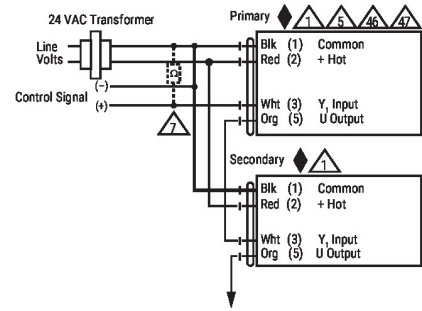 24 VAC Transformer
Primary 1 5 46 47
Line
Volts
Blk (1) Common
Red (2) + Hot
Ω
(–)
Control Signal (+)
Wht (3) Y, Input
Org (5) U Output
7
Secondary 1
Blk (1) Common
Red (2) + Hot
Wht (3) Y, Input
Org (5) U Output